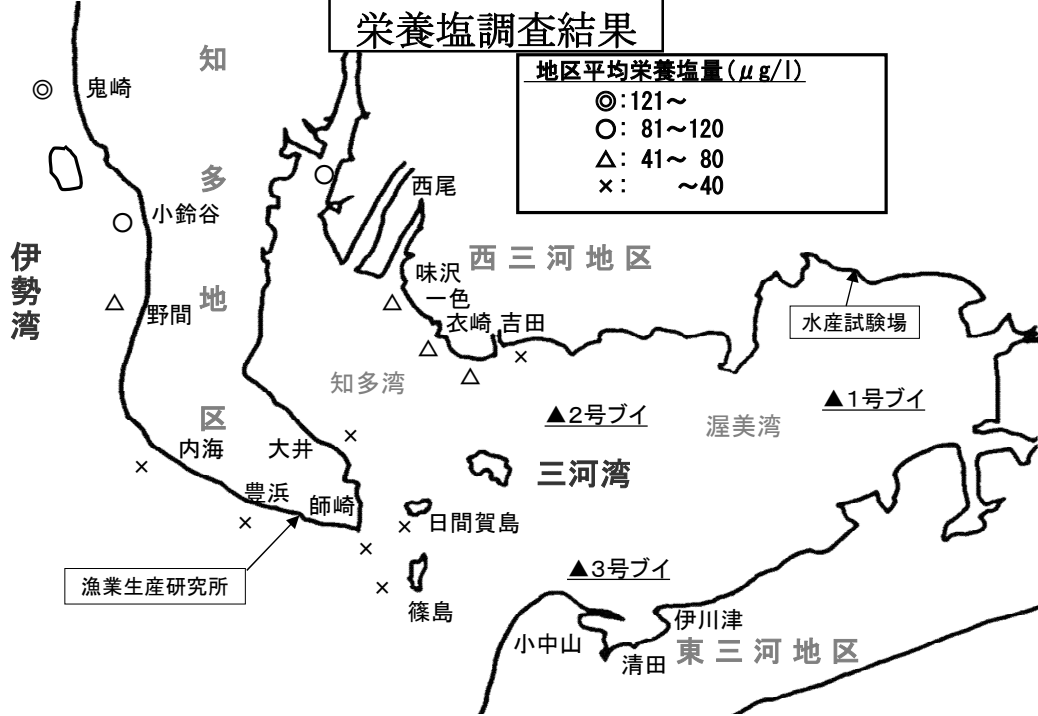 栄養塩調査結果
地区平均栄養塩量(μg/l)
◎:121～
○: 81～120
△: 41～ 80
×: ～40
知多地区
鬼崎
小鈴谷
伊勢湾
野間
西尾
西三河地区
味沢
一色
衣崎
吉田
水産試験場
知多湾
▲2号ブイ
▲1号ブイ
渥美湾
内海
大井
三河湾
豊浜
師崎
日間賀島
漁業生産研究所
篠島
▲3号ブイ
小中山
伊川津
清田
東三河地区